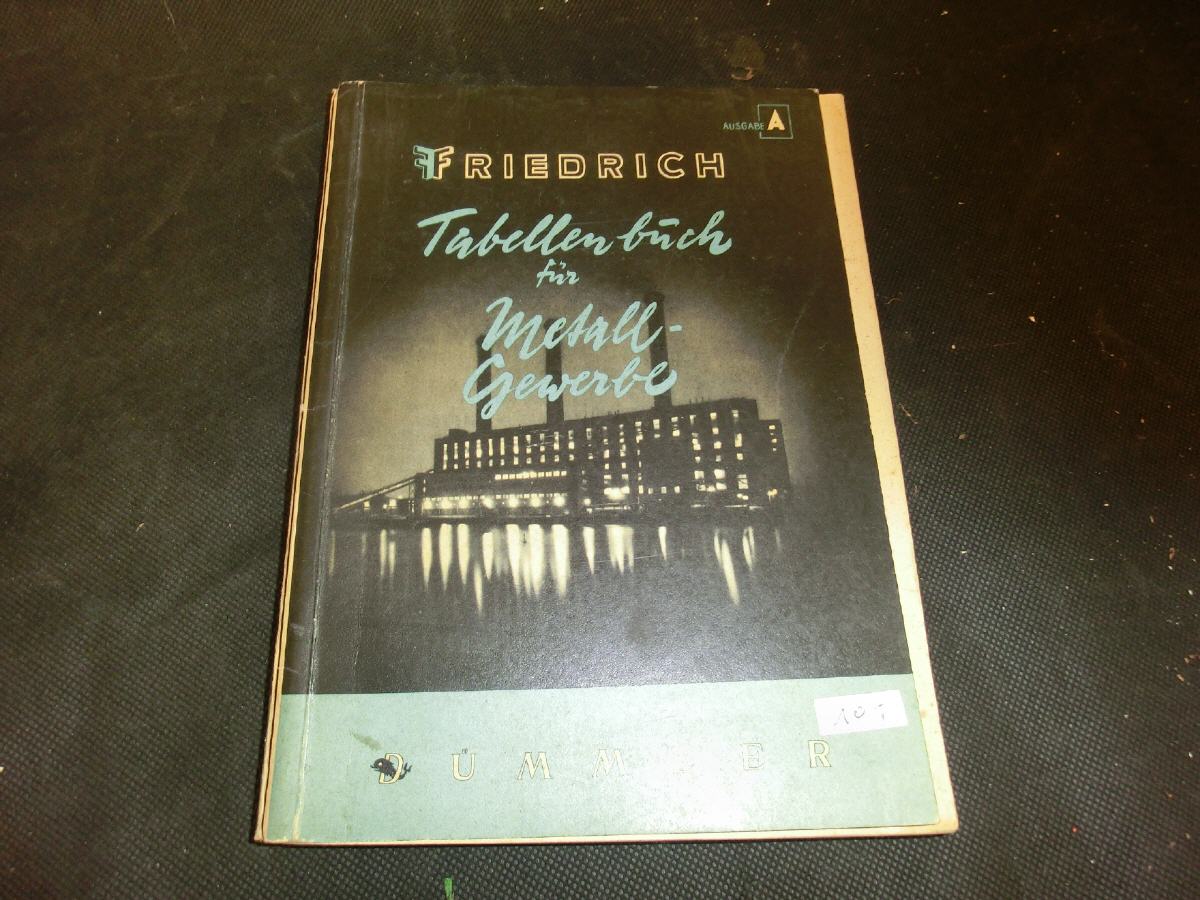 AUSGABE A
FRIEDRICH
Tabellenbuch
für
Metall-
Gewerbe
DÜMMLER